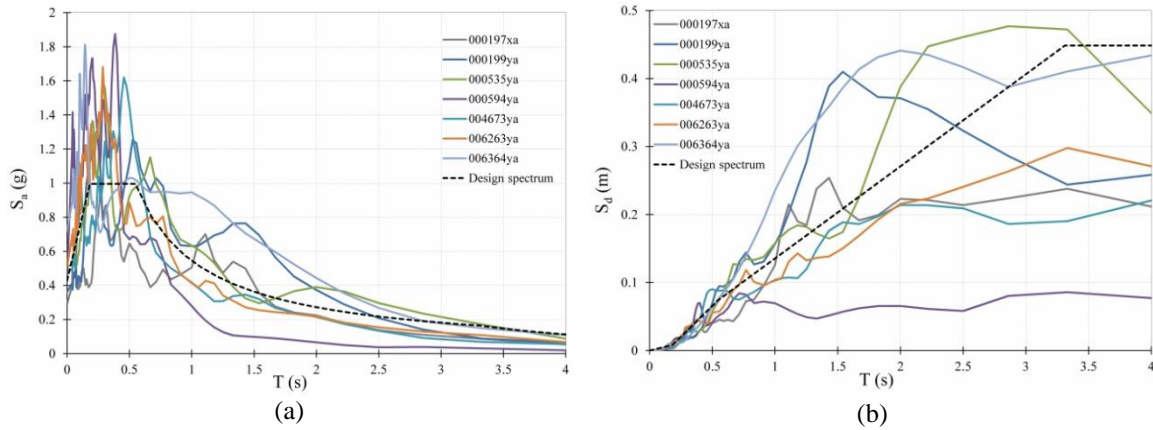 2
1.8
1.6
1.4
1.2
1
0.8
0.6
0.4
0.2
0
Sₐ (g)
0 0.5 1 1.5 2 2.5 3 3.5 4
T (s)
000197xa
000199ya
000535ya
000594ya
004673ya
006263ya
006364ya
Design spectrum
(a)
0.5
0.4
0.3
0.2
0.1
0
S_d (m)
0 0.5 1 1.5 2 2.5 3 3.5 4
T (s)
000197xa
000199ya
000535ya
000594ya
004673ya
006263ya
006364ya
Design spectrum
(b)